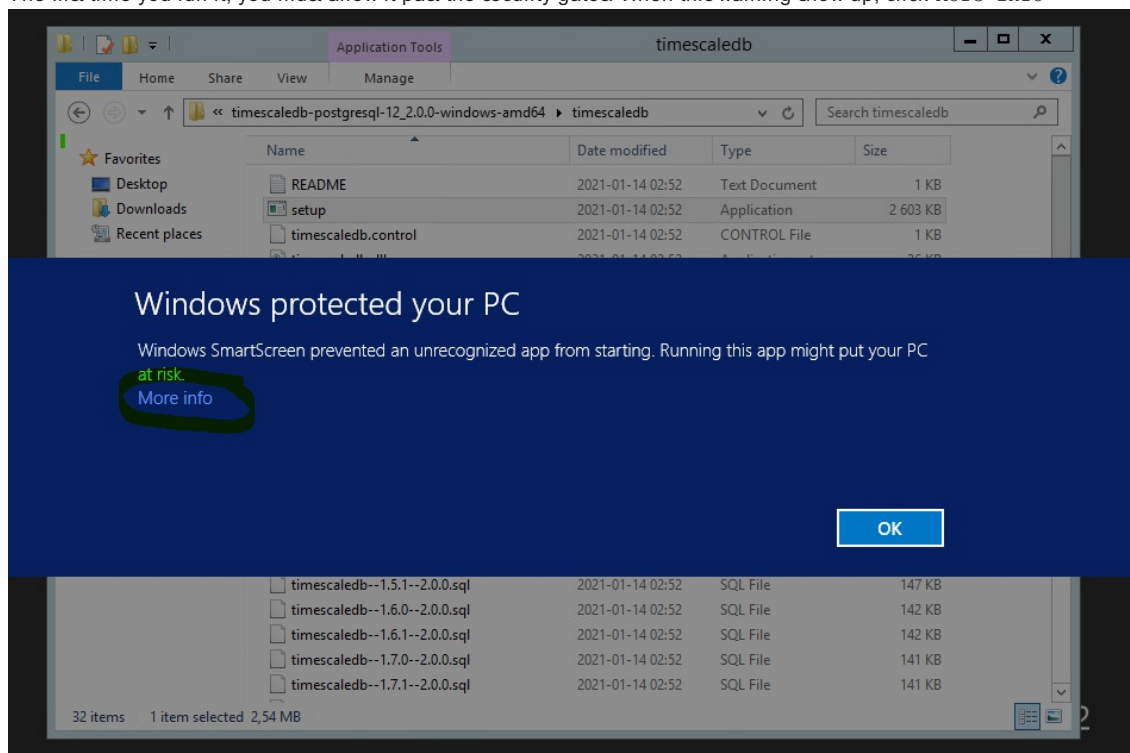 Application Tools
timescaledb
File Home Share View Manage
« timescaledb-postgresql-12_2.0.0-windows-amd64 timescaledb Search timescaledb
Favorites
Desktop
Downloads
Recent places
Name Date modified Type Size
README 2021-01-14 02:52 Text Document 1 KB
setup 2021-01-14 02:52 Application 2 603 KB
timescaledb.control 2021-01-14 02:52 CONTROL File 1 KB
Windows protected your PC
Windows SmartScreen prevented an unrecognized app from starting. Running this app might put your PC
at risk.
More info
OK
timescaledb--1.5.1--2.0.0.sql 2021-01-14 02:52 SQL File 147 KB
timescaledb--1.6.0--2.0.0.sql 2021-01-14 02:52 SQL File 142 KB
timescaledb--1.6.1--2.0.0.sql 2021-01-14 02:52 SQL File 142 KB
timescaledb--1.7.0--2.0.0.sql 2021-01-14 02:52 SQL File 141 KB
timescaledb--1.7.1--2.0.0.sql 2021-01-14 02:52 SQL File 141 KB
32 items 1 item selected 2,54 MB
2